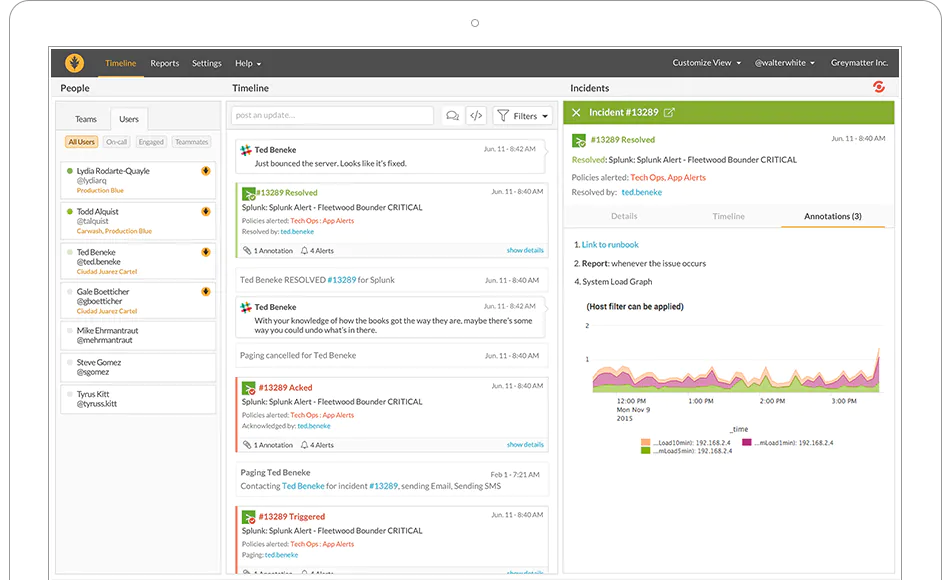 Timeline
Reports
Settings
Help
Customize View
@walterwhite
Greymatter Inc.
People
Teams
Users
All Users
On-call
Engaged
Teammates
Lydia Rodarte-Quayle
@lydiarq
Production Blue
Todd Alquist
@talquist
Carwash, Production Blue
Ted Beneke
@ted.beneke
Ciudad Juarez Cartel
Gale Boetticher
@gboetticher
Ciudad Juarez Cartel
Mike Ehrmantraut
@mehrmantraut
Steve Gomez
@sgomez
Tyrus Kitt
@tyruss.kitt
Timeline
post an update...
Filters
Ted Beneke Jun. 11 - 8:42 AM
Just bounced the server. Looks like it's fixed.
#13289 Resolved Jun. 11 - 8:40 AM
Splunk: Splunk Alert - Fleetwood Bounder CRITICAL
Policies alerted: Tech Ops : App Alerts
Resolved by: ted.beneke
1 Annotation 4 Alerts show details
Ted Beneke RESOLVED #13289 for Splunk Jun. 11 - 8:40 AM
Ted Beneke Jun. 11 - 8:42 AM
With your knowledge of how the books got the way they are, maybe there's some
way you could undo what's in there.
Paging cancelled for Ted Beneke Jun. 11 - 8:40 AM
#13289 Acked Jun. 11 - 8:40 AM
Splunk: Splunk Alert - Fleetwood Bounder CRITICAL
Policies alerted: Tech Ops : App Alerts
Acknowledged by: ted.beneke
1 Annotation 4 Alerts show details
Paging Ted Beneke Feb 1 - 7:21 AM
Contacting Ted Beneke for incident #13289, sending Email, Sending SMS
#13289 Triggered Jun. 11 - 8:40 AM
Splunk: Splunk Alert - Fleetwood Bounder CRITICAL
Policies alerted: Tech Ops : App Alerts
Paging: ted.beneke
1 Annotation 4 Alerts show details
Incidents
Incident #13289
#13289 Resolved Jun. 11 - 8:40 AM
Resolved: Splunk: Splunk Alert - Fleetwood Bounder CRITICAL
Policies alerted: Tech Ops, App Alerts
Resolved by: ted.beneke
Details
Timeline
Annotations (3)
1. Link to runbook
2. Report: whenever the issue occurs
4. System Load Graph
(Host filter can be applied)
2
1
12:00 PM 1:00 PM 2:00 PM 3:00 PM
Mon Nov 9
2015
_time
...Load10min): 192.168.2.4 ...mLoad1min): 192.168.2.4
...mLoad5min): 192.168.2.4